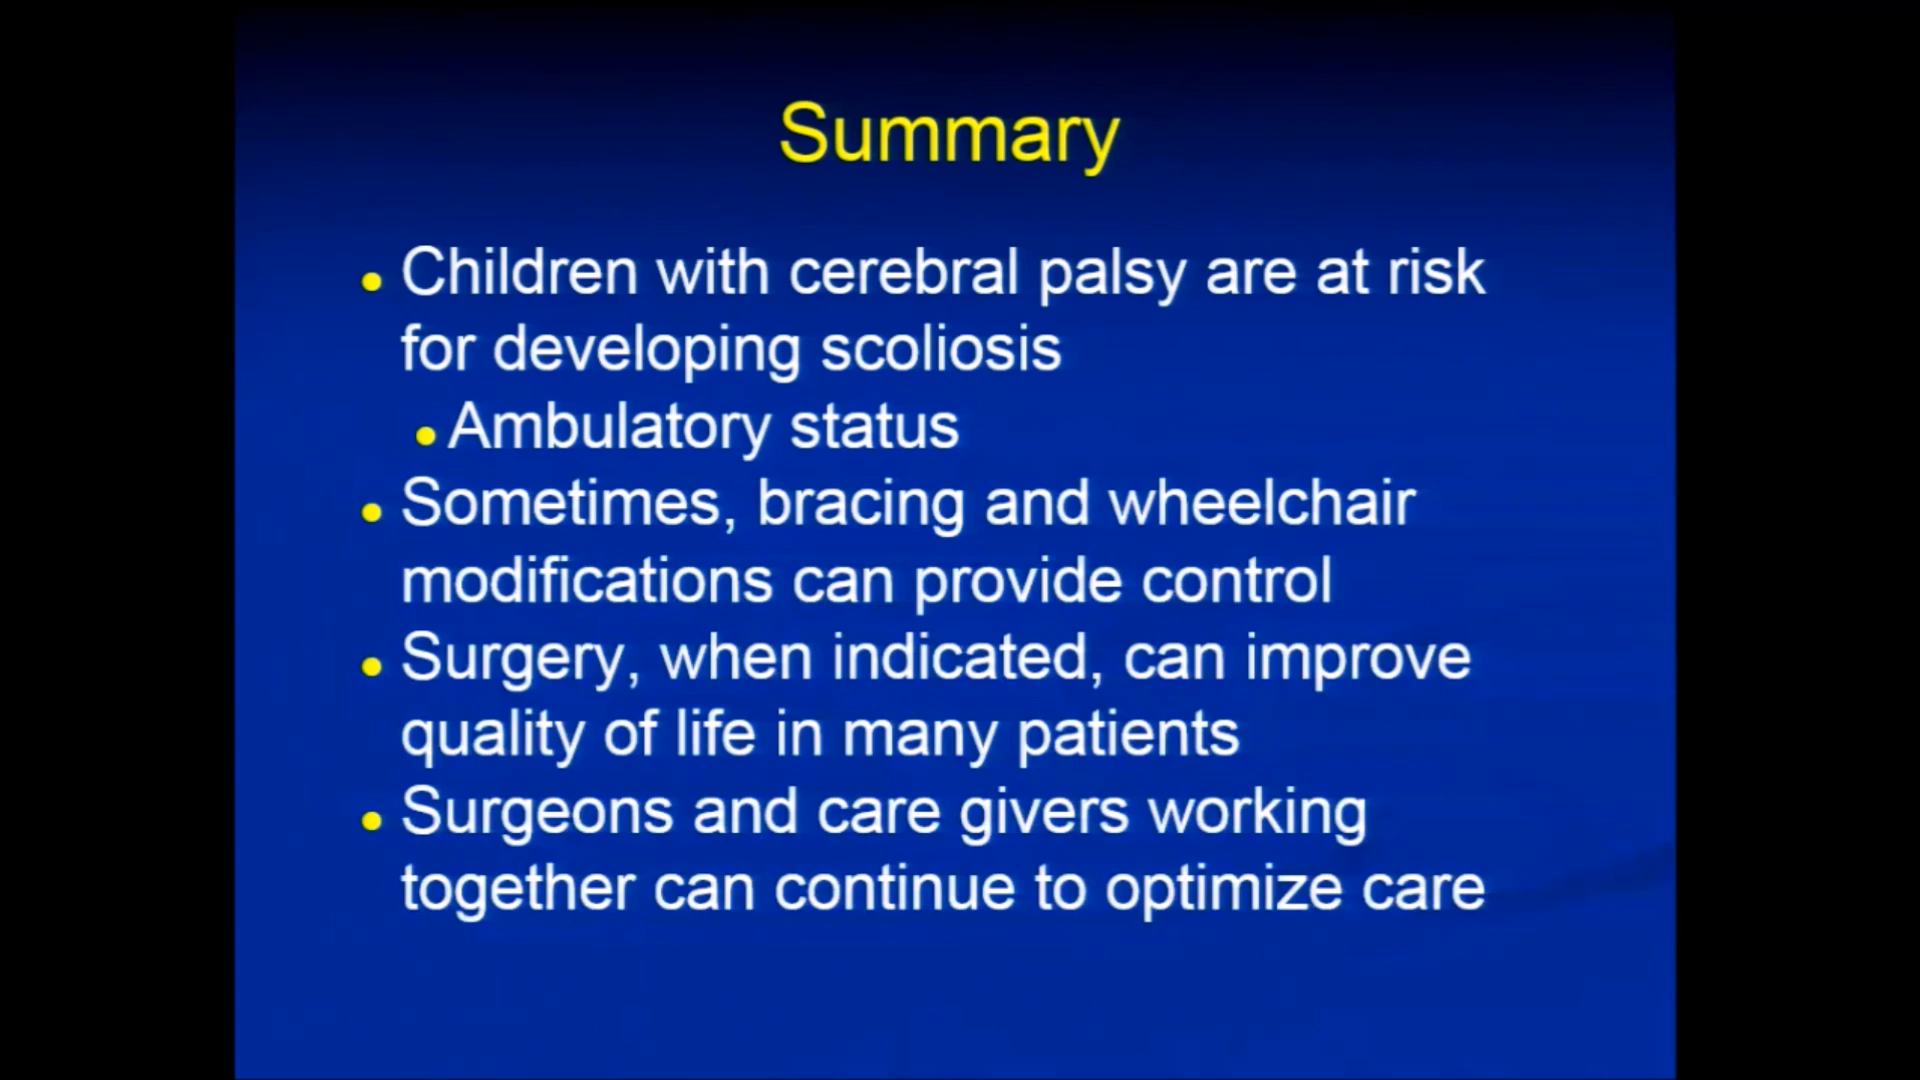 Summary
• Children with cerebral palsy are at risk
for developing scoliosis
• Ambulatory status
• Sometimes, bracing and wheelchair
modifications can provide control
• Surgery, when indicated, can improve
quality of life in many patients
• Surgeons and care givers working
together can continue to optimize care